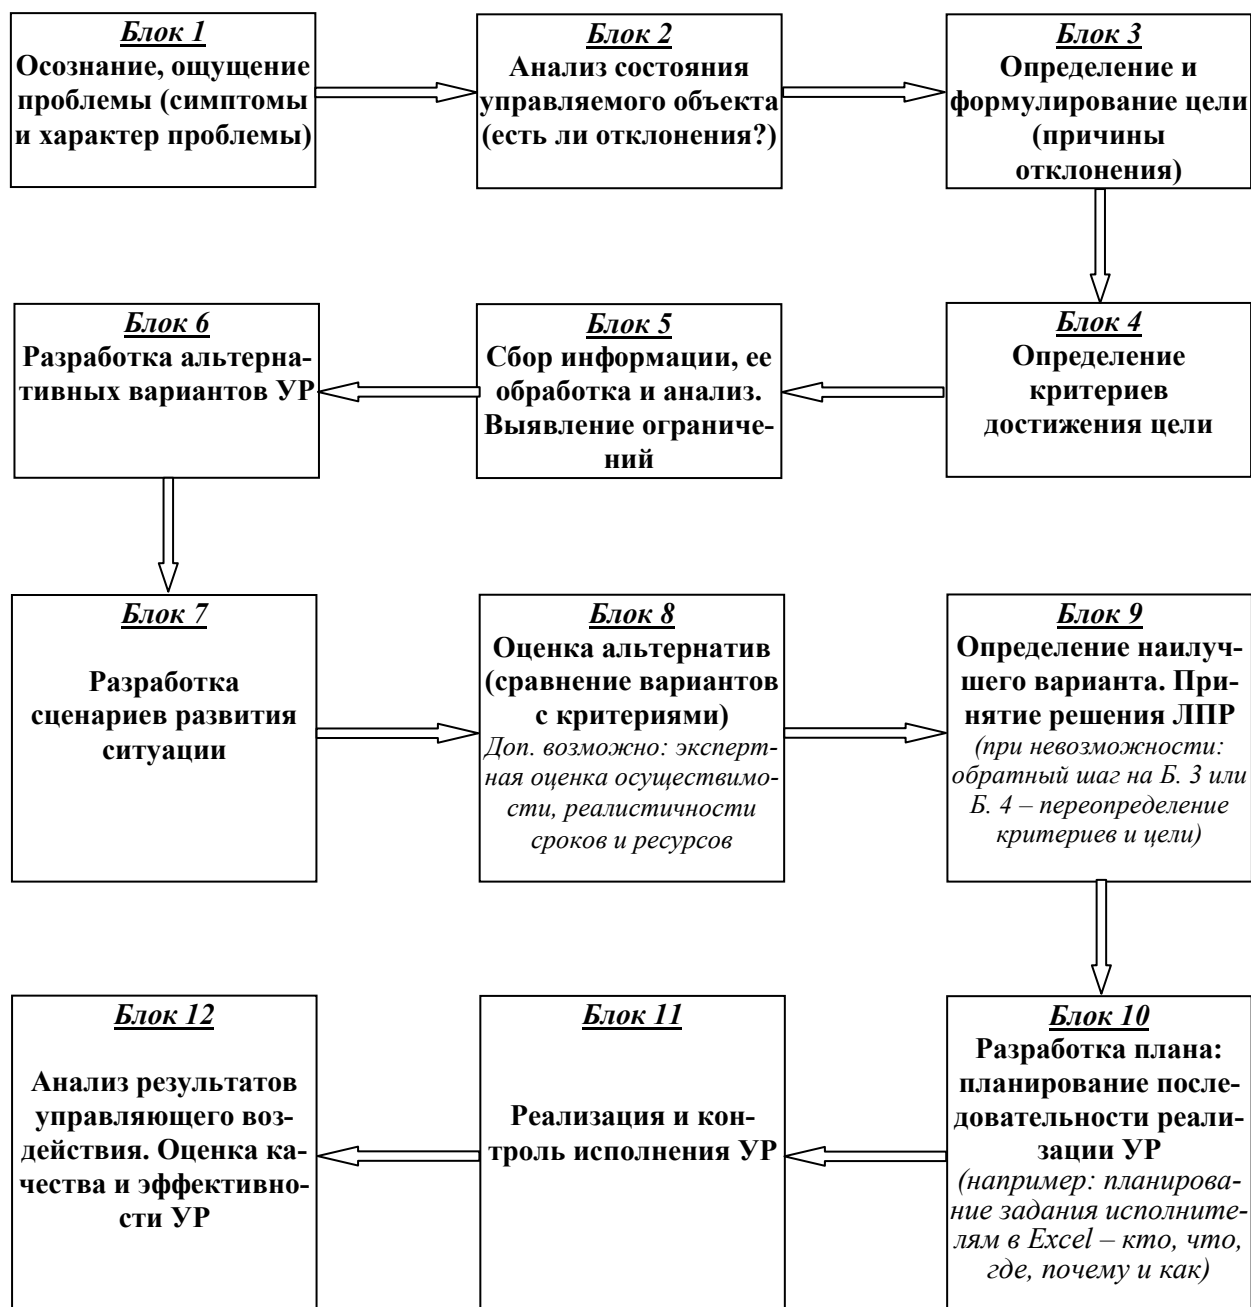 Блок 1
Осознание, ощущение
проблемы (симптомы
и характер проблемы)
Блок 2
Анализ состояния
управляемого объекта
(есть ли отклонения?)
Блок 3
Определение и
формулирование цели
(причины
отклонения)
Блок 6
Разработка альтерна-
тивных вариантов УР
Блок 5
Сбор информации, ее
обработка и анализ.
Выявление ограниче-
ний
Блок 4
Определение
критериев
достижения цели
Блок 7
Разработка
сценариев развития
ситуации
Блок 8
Оценка альтернатив
(сравнение вариантов
с критериями)
Доп. возможно: эксперт-
ная оценка осуществимо-
сти, реалистичности
сроков и ресурсов
Блок 9
Определение наилуч-
шего варианта. При-
нятие решения ЛПР
(при невозможности:
обратный шаг на Б. 3 или
Б. 4 – переопределение
критериев и цели)
Блок 12
Анализ результатов
управляющего воз-
действия. Оценка ка-
чества и эффективно-
сти УР
Блок 11
Реализация и кон-
троль исполнения УР
Блок 10
Разработка плана:
планирование после-
довательности реали-
зации УР
(например: планирова-
ние задания исполните-
лям в Excel – кто, что,
где, почему и как)